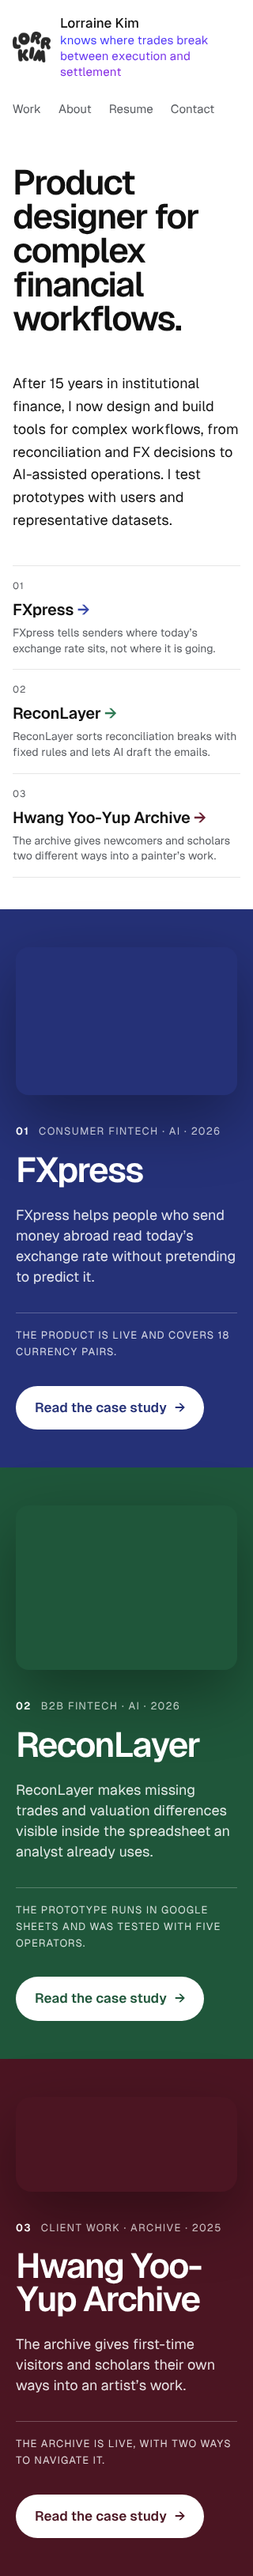 LORR
KIM
Lorraine Kim
knows where trades break
between execution and
settlement
Work About Resume Contact
Product
designer for
complex
financial
workflows.
After 15 years in institutional
finance, I now design and build
tools for complex workflows, from
reconciliation and FX decisions to
AI-assisted operations. I test
prototypes with users and
representative datasets.
01
FXpress →
FXpress tells senders where today’s
exchange rate sits, not where it is going.
02
ReconLayer →
ReconLayer sorts reconciliation breaks with
fixed rules and lets AI draft the emails.
03
Hwang Yoo-Yup Archive →
The archive gives newcomers and scholars
two different ways into a painter’s work.
01 CONSUMER FINTECH · AI · 2026
FXpress
FXpress helps people who send
money abroad read today’s
exchange rate without pretending
to predict it.
THE PRODUCT IS LIVE AND COVERS 18
CURRENCY PAIRS.
Read the case study →
02 B2B FINTECH · AI · 2026
ReconLayer
ReconLayer makes missing
trades and valuation differences
visible inside the spreadsheet an
analyst already uses.
THE PROTOTYPE RUNS IN GOOGLE
SHEETS AND WAS TESTED WITH FIVE
OPERATORS.
Read the case study →
03 CLIENT WORK · ARCHIVE · 2025
Hwang Yoo-
Yup Archive
The archive gives first-time
visitors and scholars their own
ways into an artist’s work.
THE ARCHIVE IS LIVE, WITH TWO WAYS
TO NAVIGATE IT.
Read the case study →